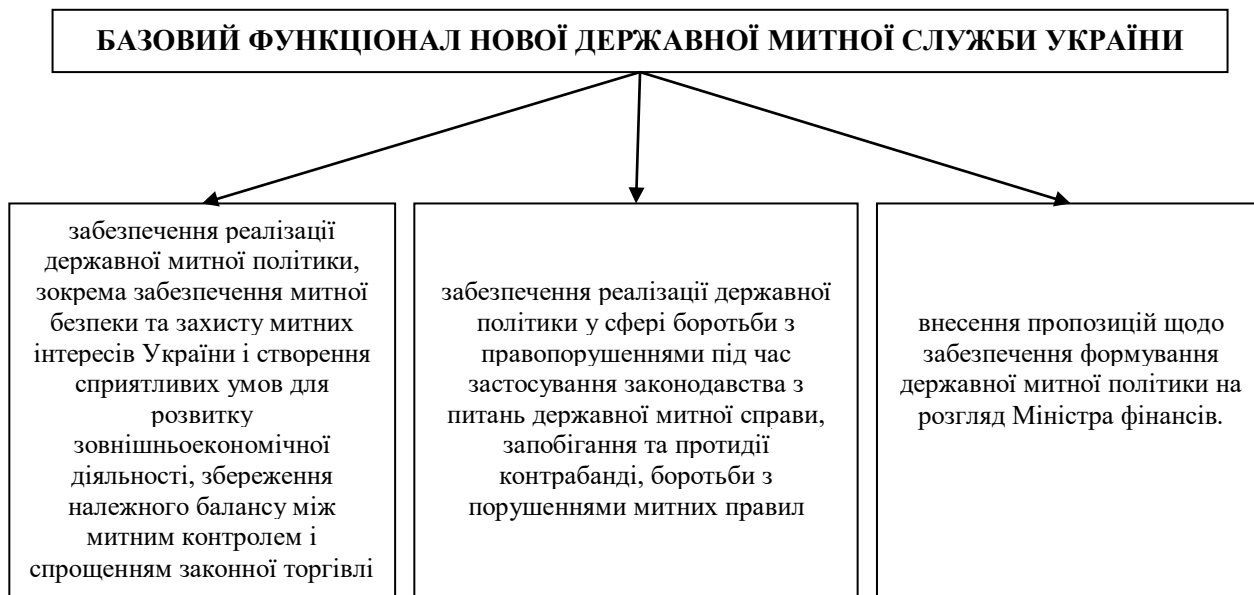 БАЗОВИЙ ФУНКЦІОНАЛ НОВОЇ ДЕРЖАВНОЇ МИТНОЇ СЛУЖБИ УКРАЇНИ
забезпечення реалізації
державної митної політики,
зокрема забезпечення митної
безпеки та захисту митних
інтересів України і створення
сприятливих умов для
розвитку
зовнішньоекономічної
діяльності, збереження
належного балансу між
митним контролем і
спрощенням законної торгівлі
забезпечення реалізації державної
політики у сфері боротьби з
правопорушеннями під час
застосування законодавства з
питань державної митної справи,
запобігання та протидії
контрабанді, боротьби з
порушеннями митних правил
внесення пропозицій щодо
забезпечення формування
державної митної політики на
розгляд Міністра фінансів.